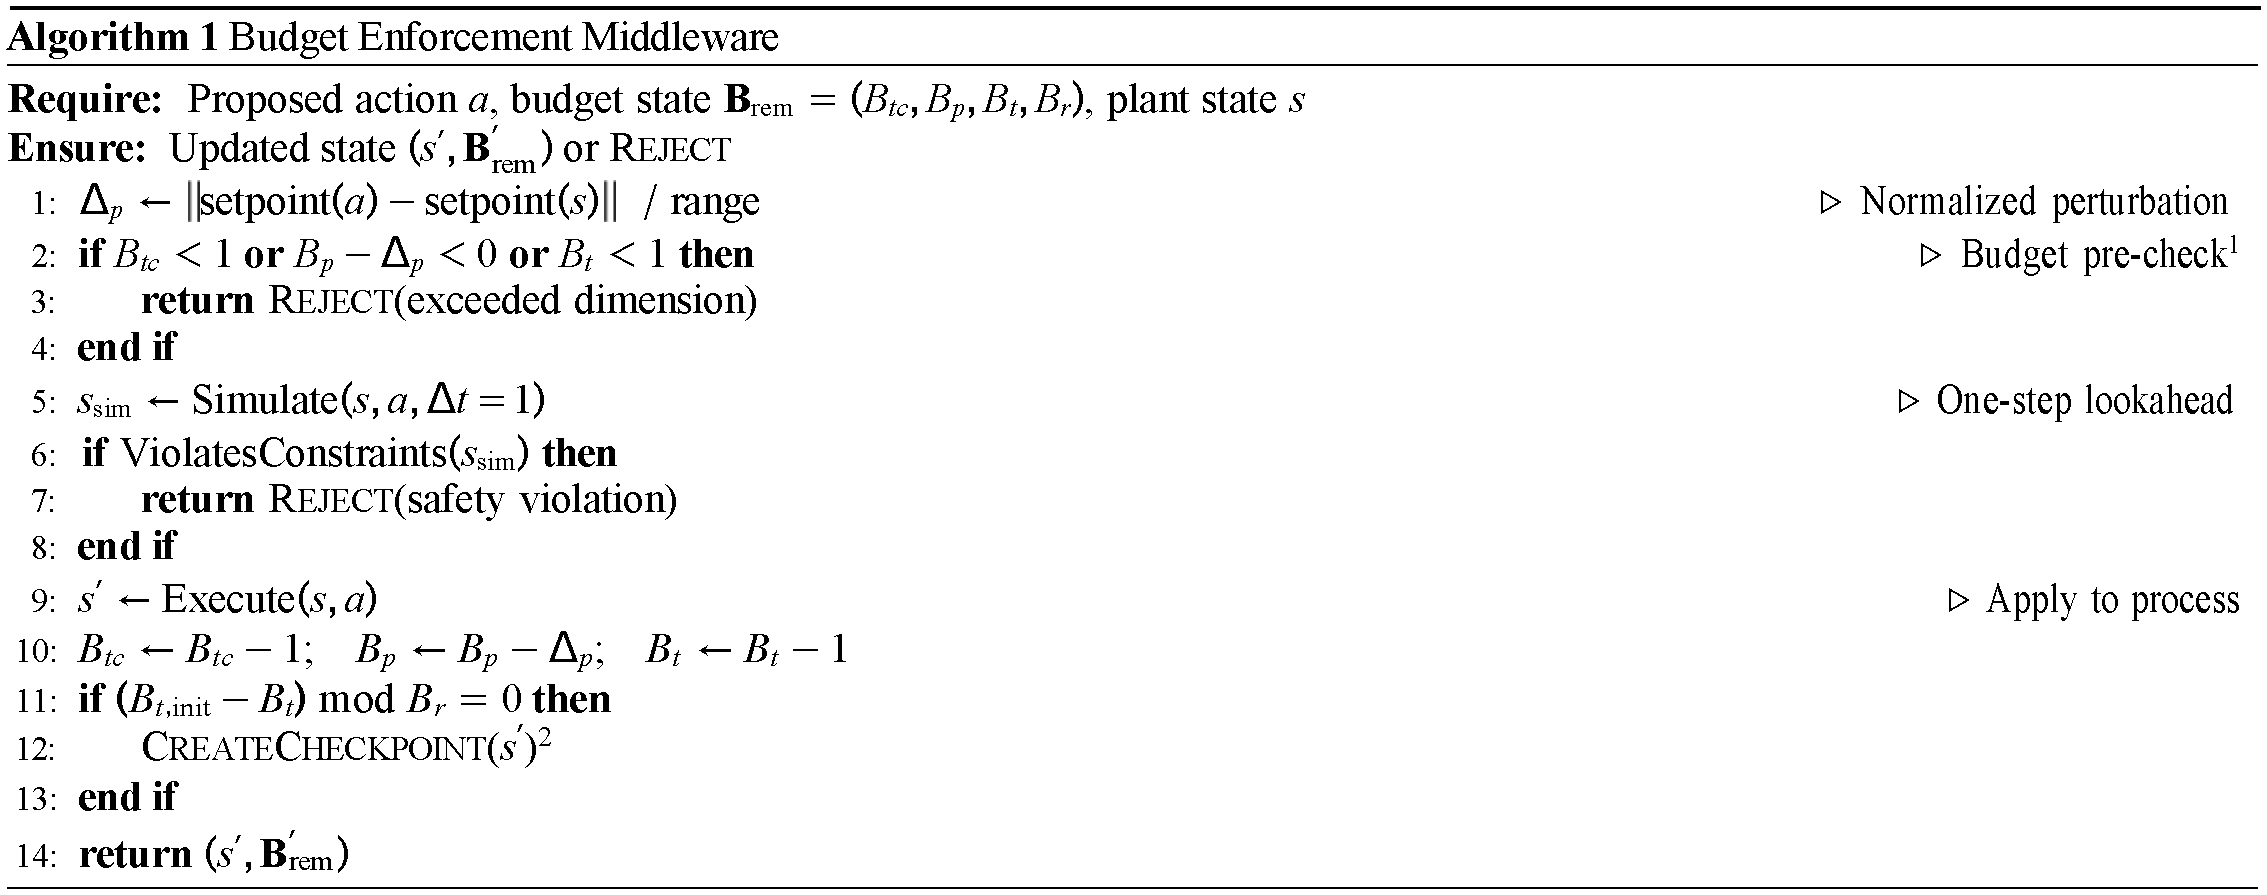 Algorithm 1 Budget Enforcement Middleware
Require: Proposed action a, budget state B_rem = (B_tc, B_p, B_t, B_r), plant state s
Ensure: Updated state (s′, B′_rem) or REJECT
1: Δ_p ← ‖setpoint(a) − setpoint(s)‖ / range ▷ Normalized perturbation
2: if B_tc < 1 or B_p − Δ_p < 0 or B_t < 1 then ▷ Budget pre-check¹
3: return REJECT(exceeded dimension)
4: end if
5: s_sim ← Simulate(s, a, Δt = 1) ▷ One-step lookahead
6: if ViolatesConstraints(s_sim) then
7: return REJECT(safety violation)
8: end if
9: s′ ← Execute(s, a) ▷ Apply to process
10: B_tc ← B_tc − 1; B_p ← B_p − Δ_p; B_t ← B_t − 1
11: if (B_t,init − B_t) mod B_r = 0 then
12: CREATECHECKPOINT(s′)²
13: end if
14: return (s′, B′_rem)